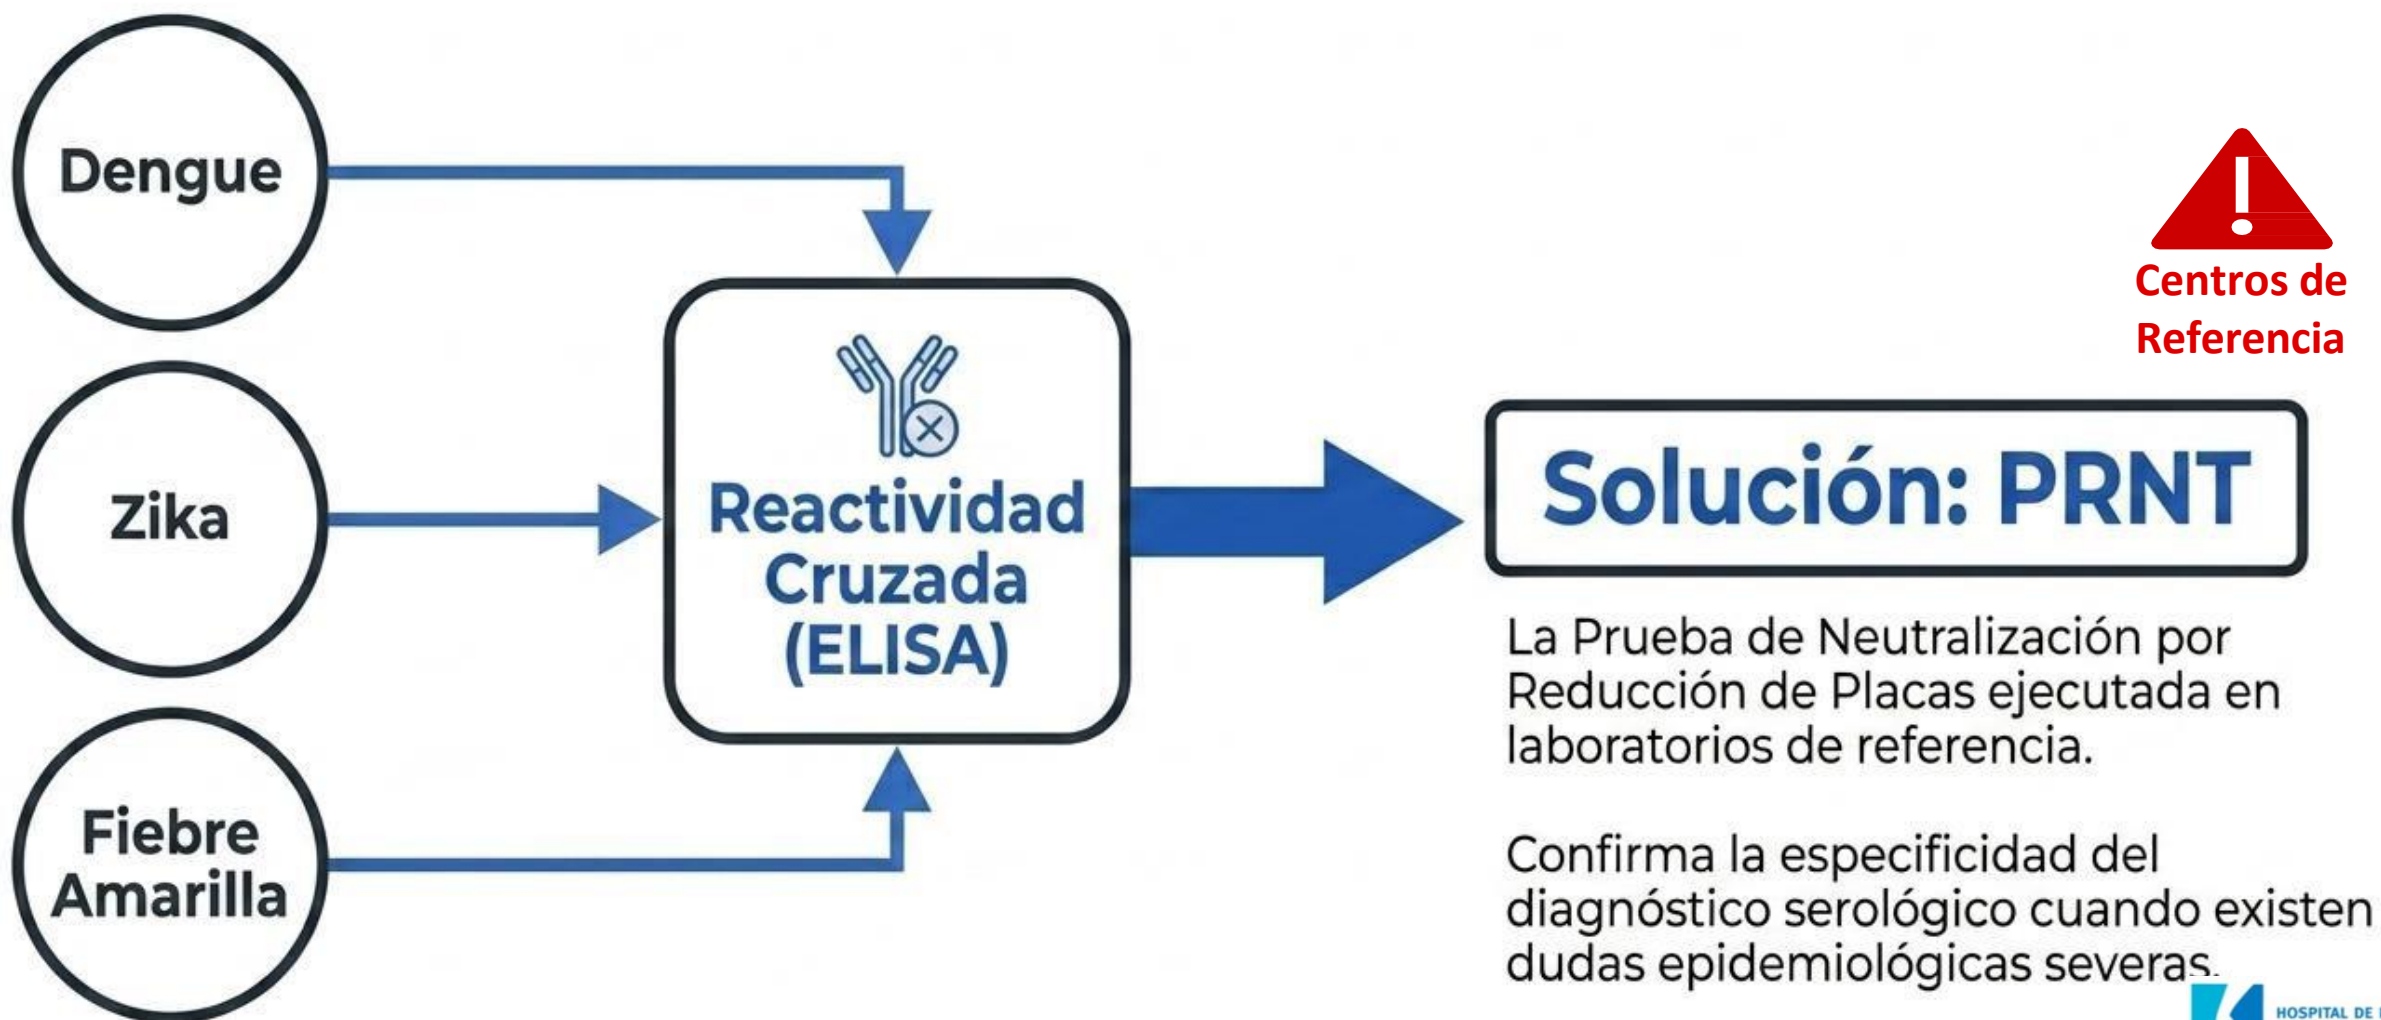 Dengue
Zika
Fiebre
Amarilla
Reactividad
Cruzada
(ELISA)
Centros de
Referencia
Solución: PRNT
La Prueba de Neutralización por
Reducción de Placas ejecutada en
laboratorios de referencia.
Confirma la especificidad del
diagnóstico serológico cuando existen
dudas epidemiológicas severas.
HOSPITAL DE